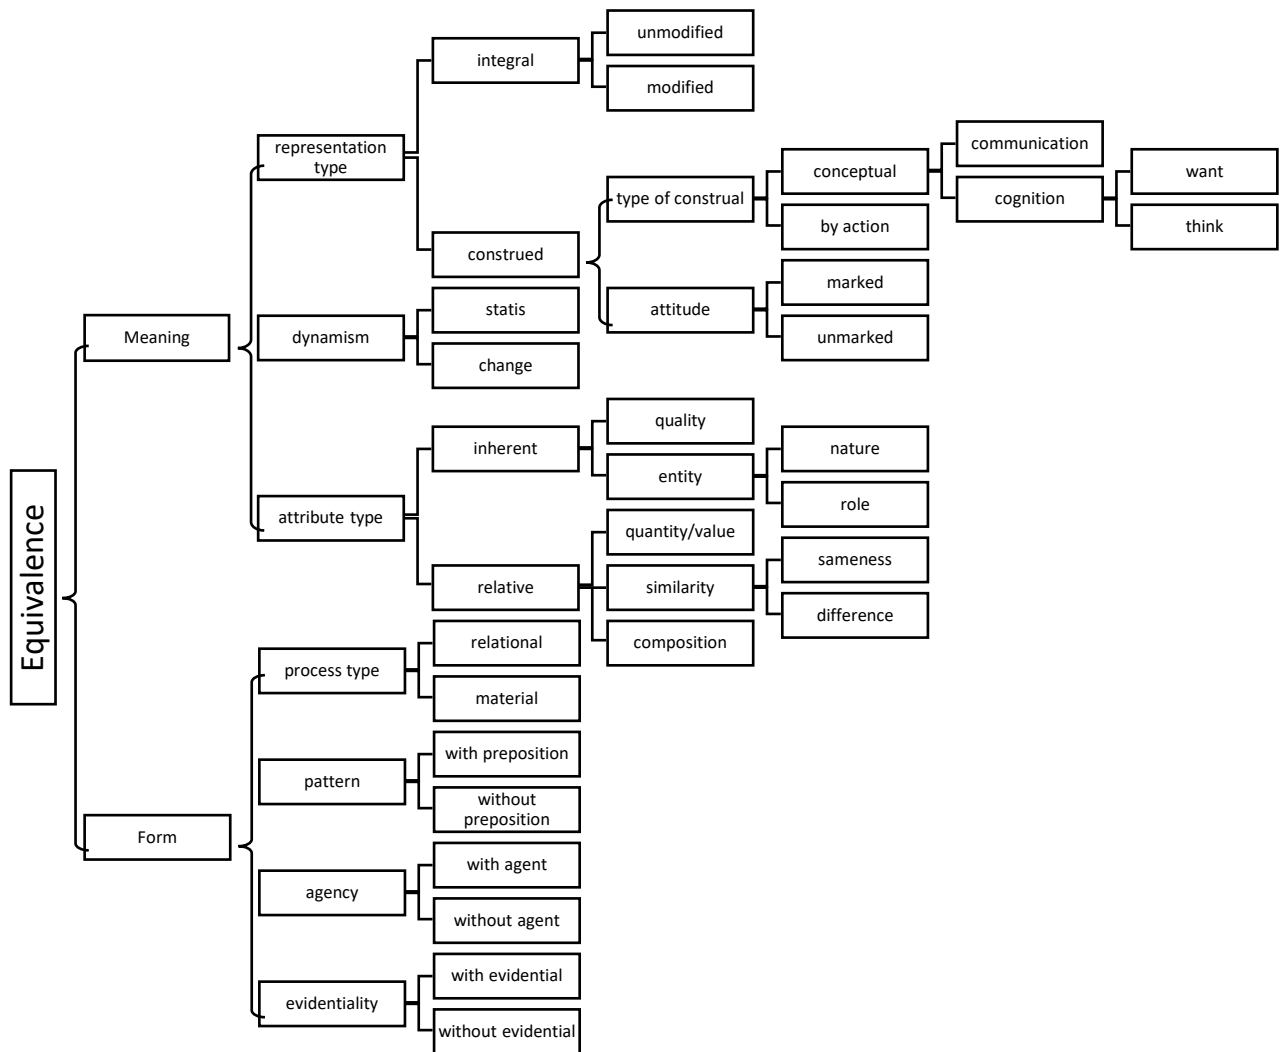 unmodified
integral
modified
communication
representation
type
conceptual
want
type of construal
cognition
by action
think
construed
marked
statis
attitude
Meaning
dynamism
unmarked
change
quality
inherent
nature
entity
role
attribute type
quantity/value
sameness
relative
similarity
difference
Equivalence
composition
relational
process type
material
with preposition
pattern
without
preposition
Form
with agent
agency
without agent
with evidential
evidentiality
without evidential